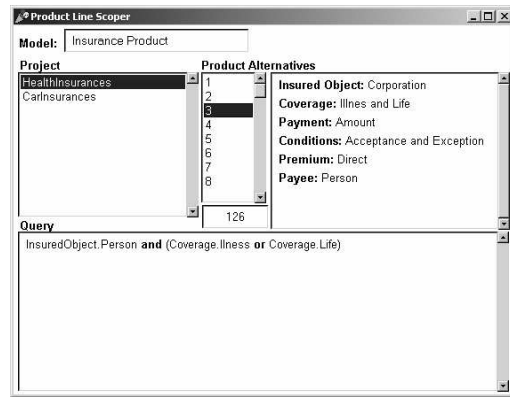 Product Line Scoper
Model: Insurance Product
Project
Product Alternatives
HealthInsurances
CarInsurances
1
2
3
4
5
6
7
8
126
Insured Object: Corporation
Coverage: Illnes and Life
Payment: Amount
Conditions: Acceptance and Exception
Premium: Direct
Payee: Person
Query
InsuredObject.Person and (Coverage.Ilness or Coverage.Life)